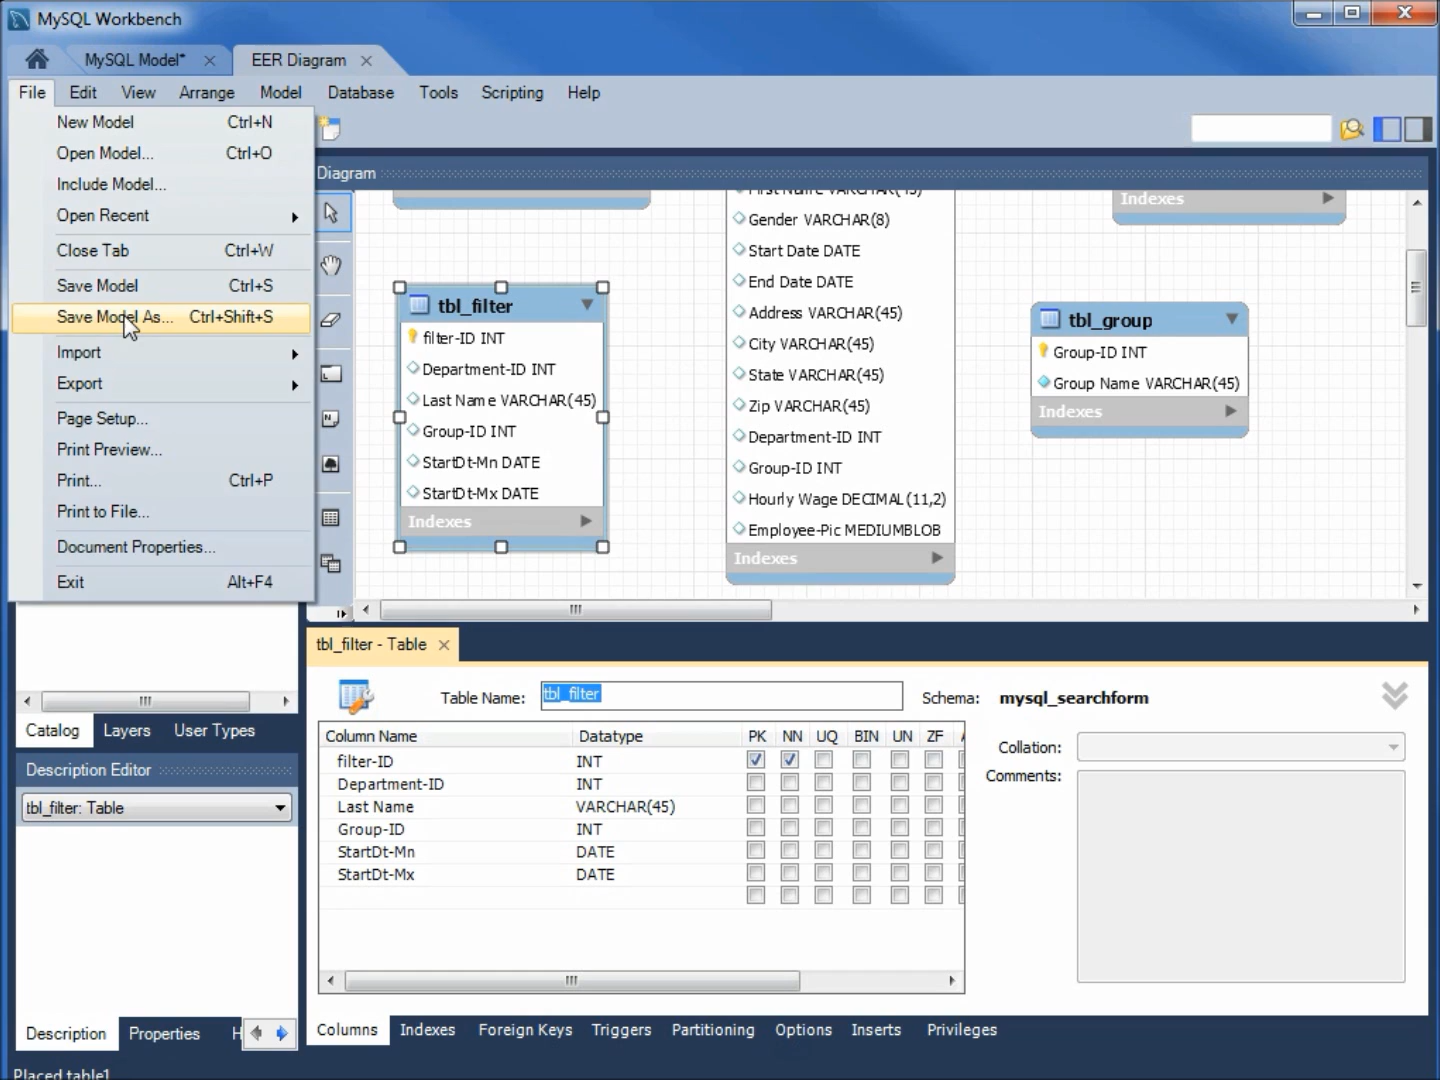 MySQL Workbench
MySQL Model*
EER Diagram
File Edit View Arrange Model Database Tools Scripting Help
New Model Ctrl+N
Open Model... Ctrl+O
Include Model...
Open Recent
Close Tab Ctrl+W
Save Model Ctrl+S
Save Model As... Ctrl+Shift+S
Import
Export
Page Setup...
Print Preview...
Print... Ctrl+P
Print to File...
Document Properties...
Exit Alt+F4
Diagram
tbl_filter
filter-ID INT
Department-ID INT
Last Name VARCHAR(45)
Group-ID INT
StartDt-Mn DATE
StartDt-Mx DATE
Indexes
First Name VARCHAR(45)
Gender VARCHAR(8)
Start Date DATE
End Date DATE
Address VARCHAR(45)
City VARCHAR(45)
State VARCHAR(45)
Zip VARCHAR(45)
Department-ID INT
Group-ID INT
Hourly Wage DECIMAL(11,2)
Employee-Pic MEDIUMBLOB
Indexes
Indexes
tbl_group
Group-ID INT
Group Name VARCHAR(45)
Indexes
Catalog Layers User Types
Description Editor
tbl_filter: Table
Description Properties H
tbl_filter - Table
Table Name: tbl_filter Schema: mysql_searchform
Column Name Datatype PK NN UQ BIN UN ZF
filter-ID INT
Department-ID INT
Last Name VARCHAR(45)
Group-ID INT
StartDt-Mn DATE
StartDt-Mx DATE
Collation:
Comments:
Columns Indexes Foreign Keys Triggers Partitioning Options Inserts Privileges
Placed table1